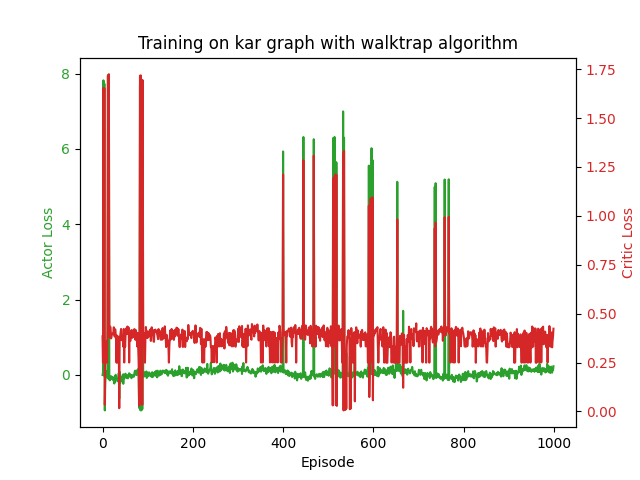 Training on kar graph with walktrap algorithm
8
6
4
2
0
Actor Loss
1.75
1.50
1.25
1.00
0.75
0.50
0.25
0.00
Critic Loss
0 200 400 600 800 1000
Episode